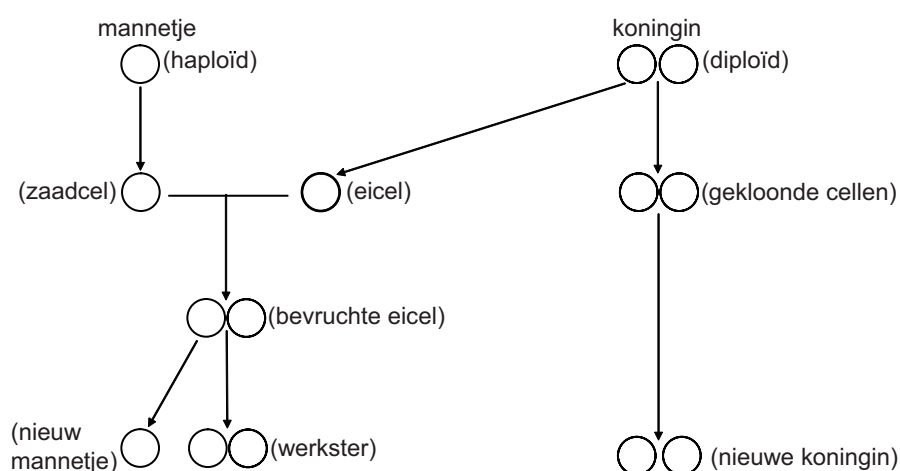 mannetje
koningin
(haploïd)
(diploïd)
(zaadcel)
(eicel)
(gekloonde cellen)
(bevruchte eicel)
(nieuw
mannetje)
(werkster)
(nieuwe koningin)